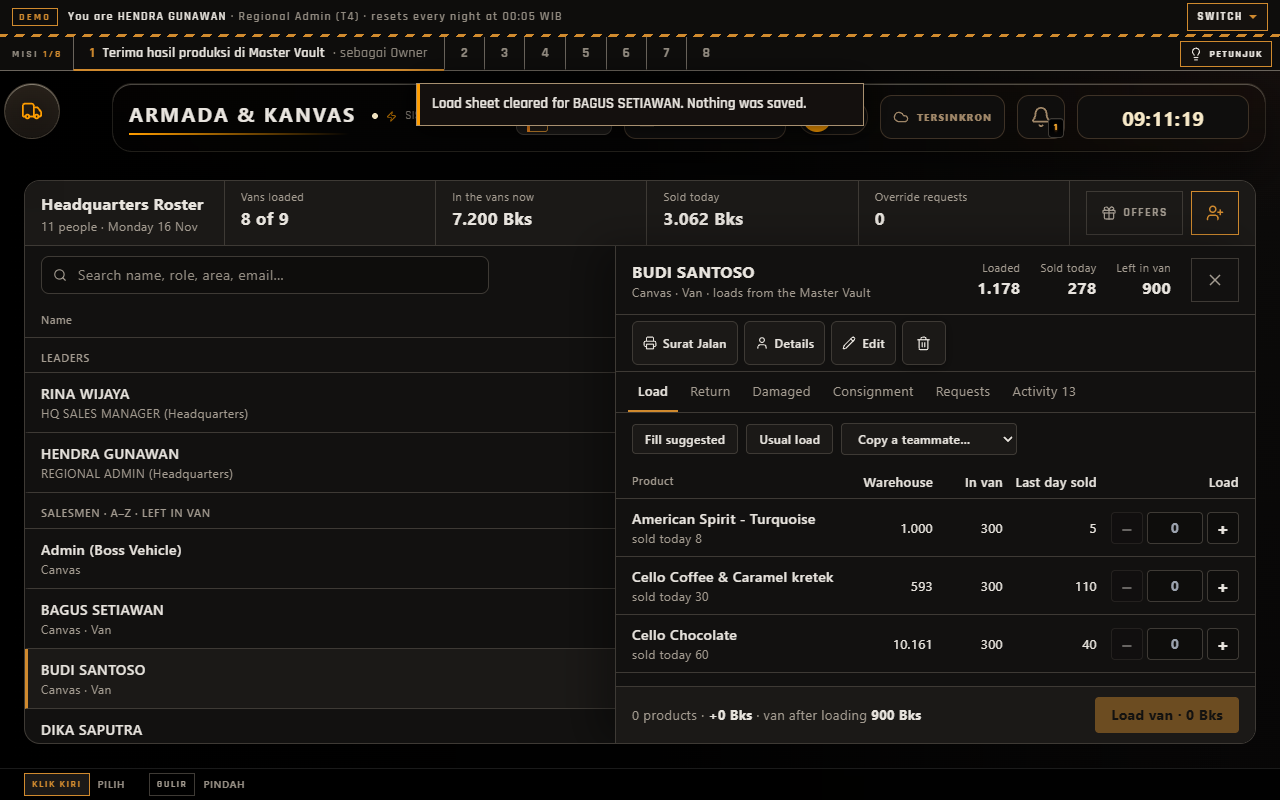 DEMO You are HENDRA GUNAWAN · Regional Admin (T4) · resets every night at 00:05 WIB SWITCH
MISI 1/8 1 Terima hasil produksi di Master Vault · sebagai Owner 2 3 4 5 6 7 8 PETUNJUK
Load sheet cleared for BAGUS SETIAWAN. Nothing was saved.
ARMADA & KANVAS TERSINKRON 1 09:11:19
Headquarters Roster
11 people · Monday 16 Nov
Vans loaded
8 of 9
In the vans now
7.200 Bks
Sold today
3.062 Bks
Override requests
0
OFFERS
Search name, role, area, email...
Name
LEADERS
RINA WIJAYA
HQ SALES MANAGER (Headquarters)
HENDRA GUNAWAN
REGIONAL ADMIN (Headquarters)
SALESMEN · A–Z · LEFT IN VAN
Admin (Boss Vehicle)
Canvas
BAGUS SETIAWAN
Canvas · Van
BUDI SANTOSO
Canvas · Van
DIKA SAPUTRA
BUDI SANTOSO
Canvas · Van · loads from the Master Vault
Loaded
1.178
Sold today
278
Left in van
900
Surat Jalan Details Edit
Load Return Damaged Consignment Requests Activity 13
Fill suggested Usual load Copy a teammate...
Product Warehouse In van Last day sold Load
American Spirit - Turquoise 1.000 300 5 – 0 +
sold today 8
Cello Coffee & Caramel kretek 593 300 110 – 0 +
sold today 30
Cello Chocolate 10.161 300 40 – 0 +
sold today 60
0 products · +0 Bks · van after loading 900 Bks Load van · 0 Bks
KLIK KIRI PILIH GULIR PINDAH